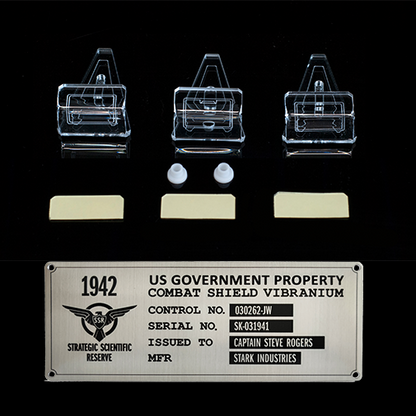 1942
SSR
STRATEGIC SCIENTIFIC
RESERVE
US GOVERNMENT PROPERTY
COMBAT SHIELD VIBRANIUM
CONTROL NO. 030262-JW
SERIAL NO. SK-031941
ISSUED TO CAPTAIN STEVE ROGERS
MFR STARK INDUSTRIES